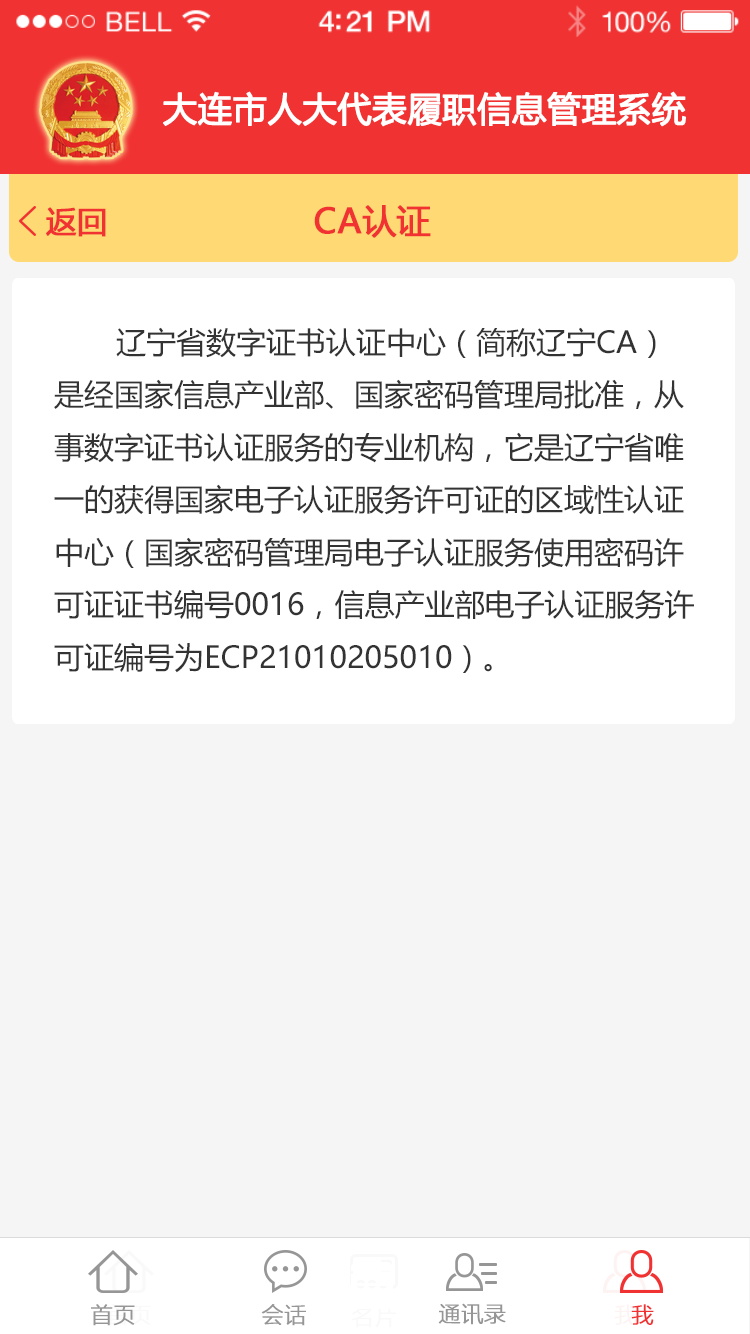 BELL 4:21 PM 100%
大连市人大代表履职信息管理系统
返回 CA认证
辽宁省数字证书认证中心（简称辽宁CA）
是经国家信息产业部、国家密码管理局批准，从
事数字证书认证服务的专业机构，它是辽宁省唯
一的获得国家电子认证服务许可证的区域性认证
中心（国家密码管理局电子认证服务使用密码许
可证证书编号0016，信息产业部电子认证服务许
可证编号为ECP21010205010）。
首页 会话 名片 通讯录 我